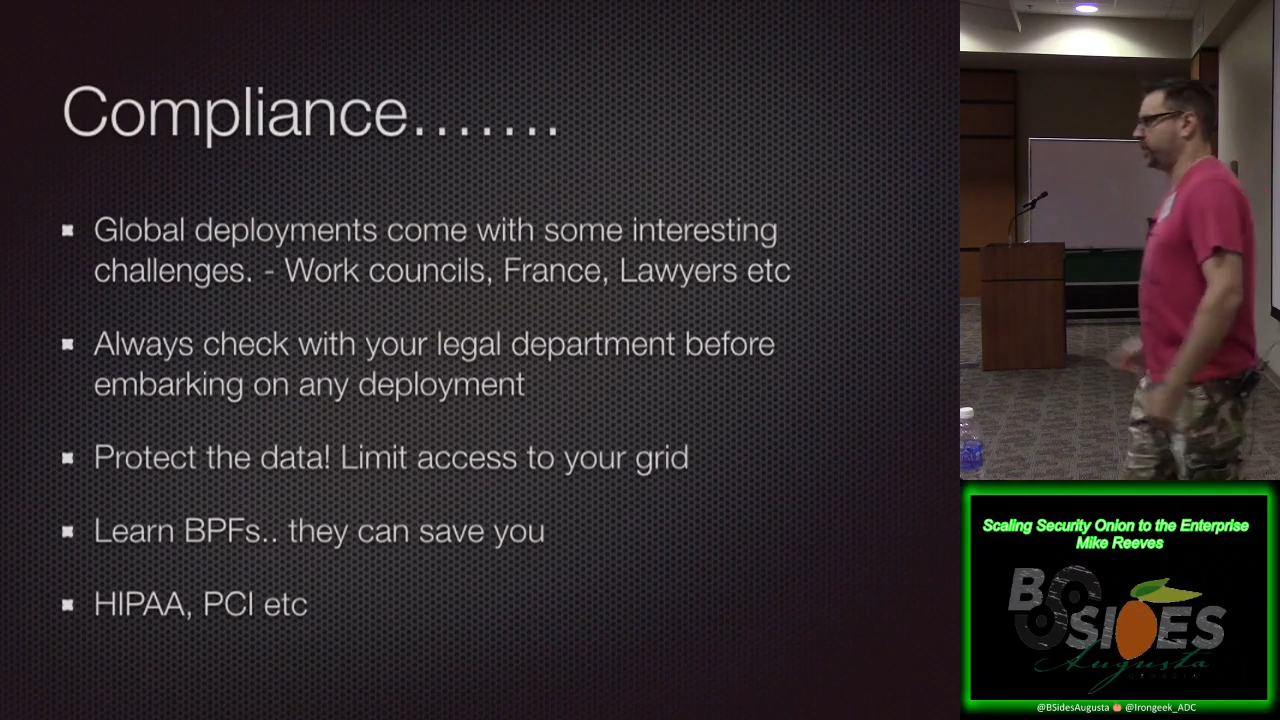 Compliance.......
Global deployments come with some interesting
challenges. - Work councils, France, Lawyers etc
Always check with your legal department before
embarking on any deployment
Protect the data! Limit access to your grid
Learn BPFs.. they can save you
HIPAA, PCI etc
Scaling Security Onion to the Enterprise
Mike Reeves
BSIDES
Augusta
GEORGIA
@BSidesAugusta @Irongeek_ADC